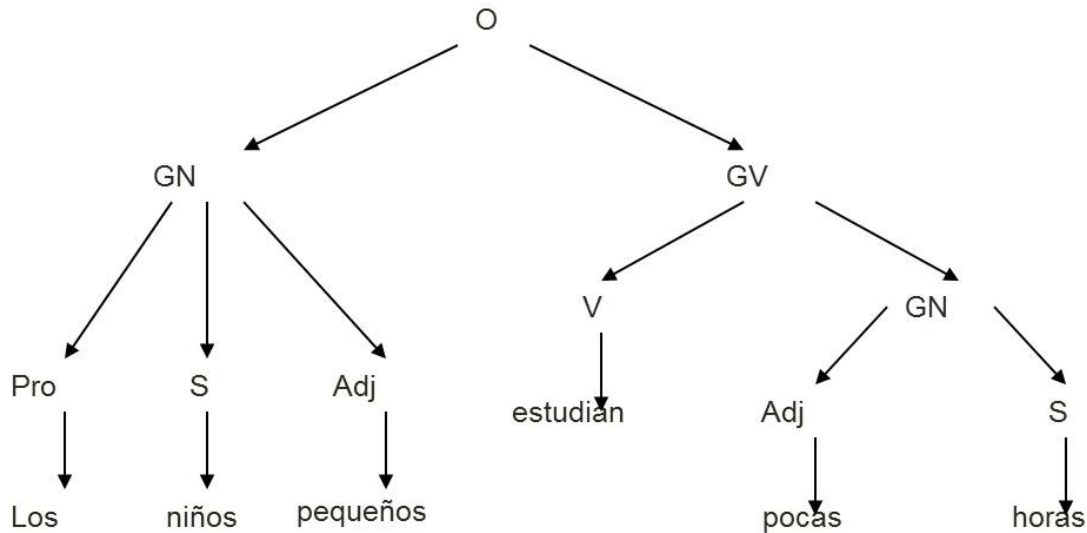 O
GN GV
V GN
Pro S Adj estudian Adj S
Los niños pequeños pocas horas